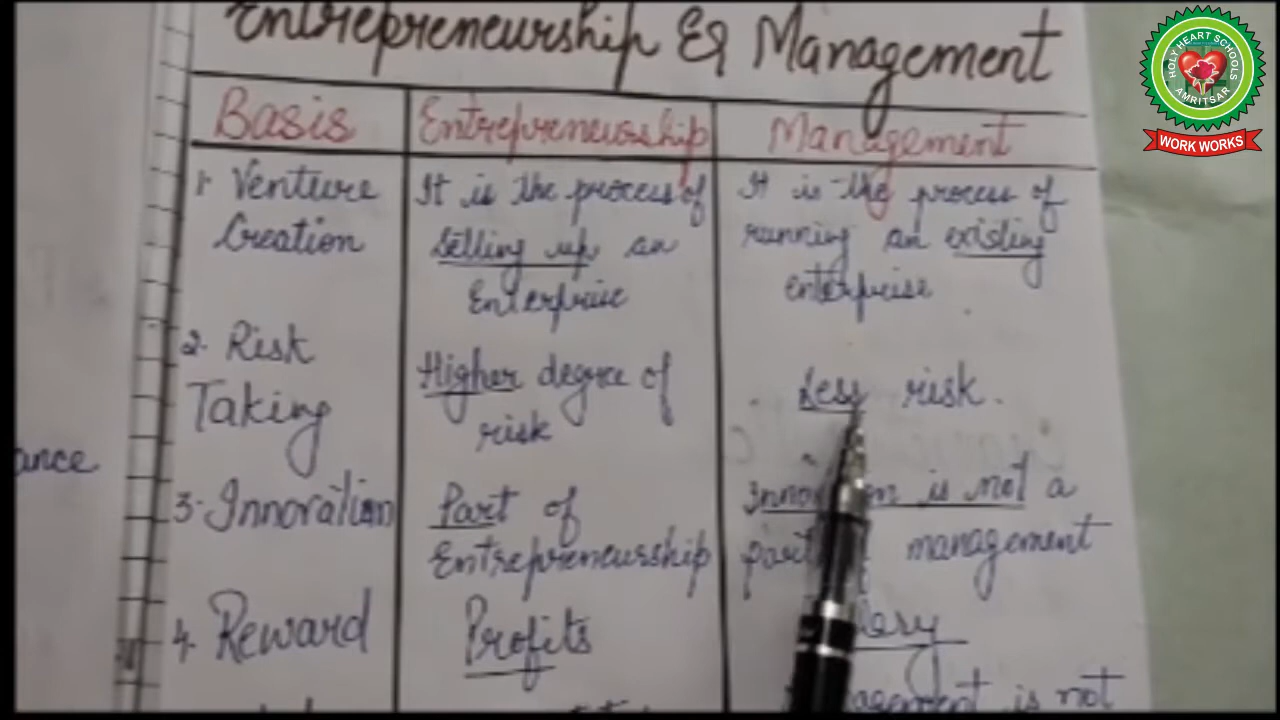 Entrepreneurship & Management
Basis Entrepreneurship Management
1. Venture Creation
It is the process of
Setting up an
Enterprise
It is the process of
running an existing
enterprise
2. Risk
Taking
Higher degree of
risk
Less risk.
3. Innovation
Part of
Entrepreneurship
is not a
management
4. Reward
Profits
is not
ance
HOLY HEART SCHOOLS
AMRITSAR
WORK WORKS